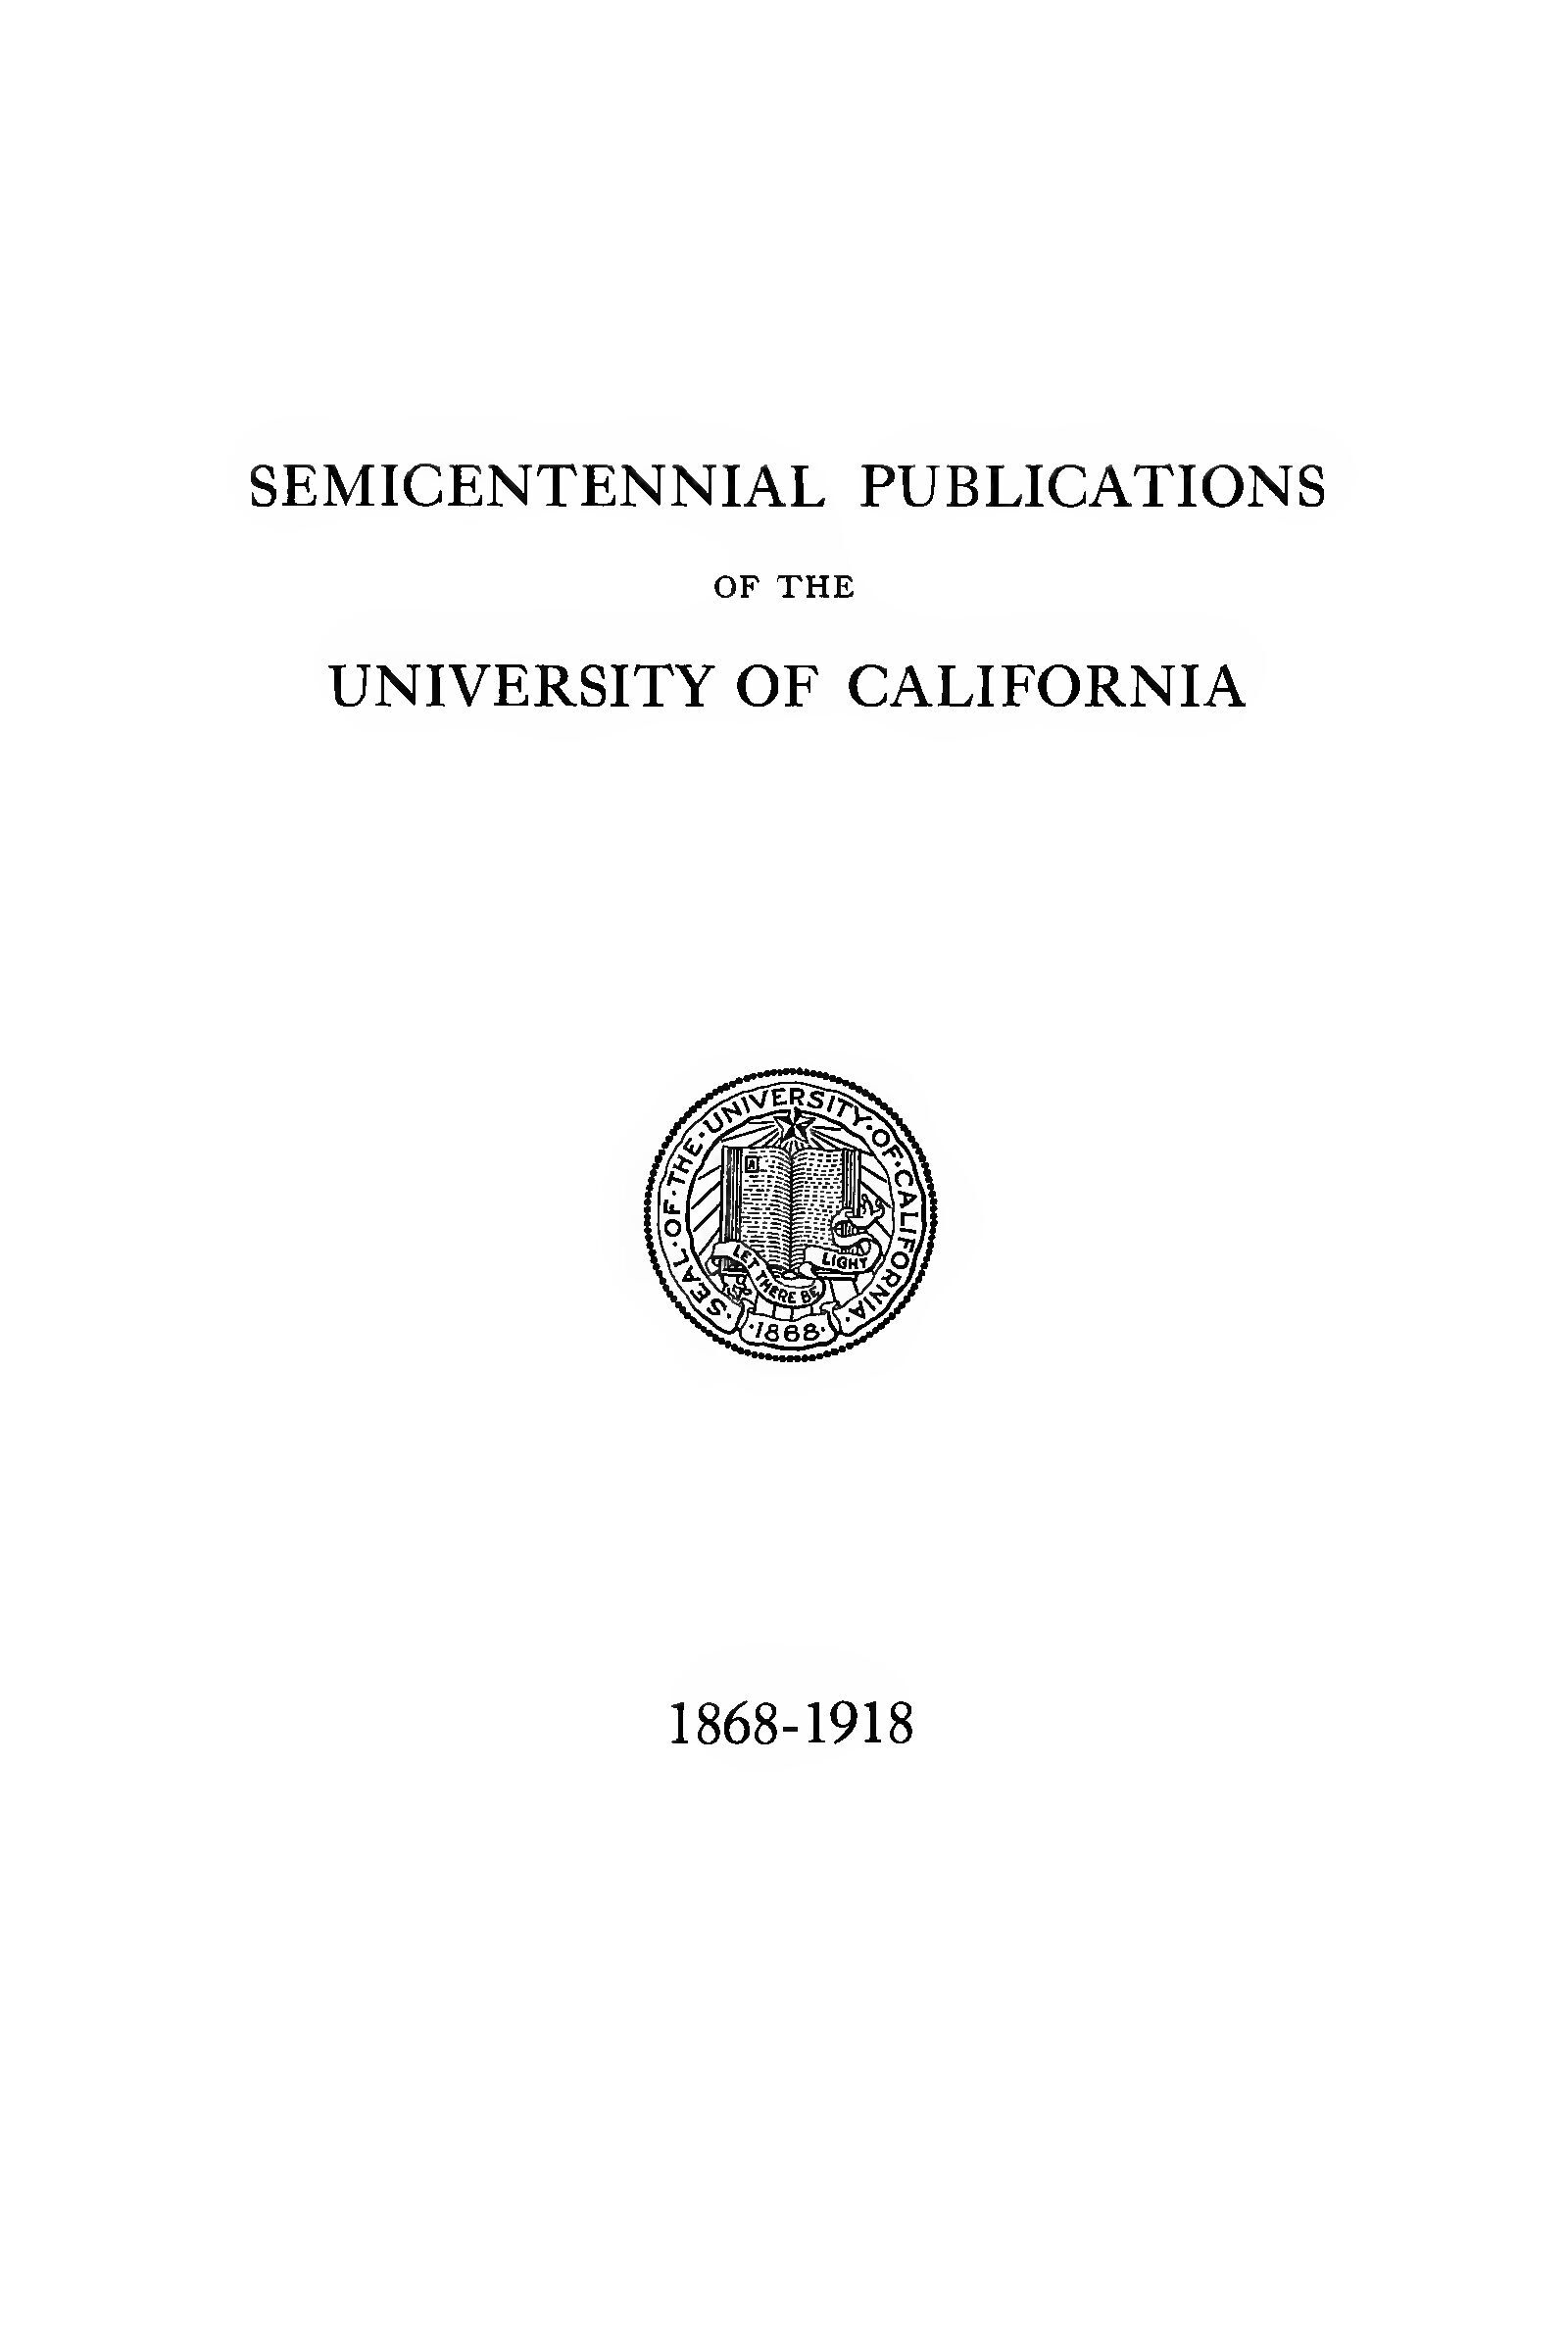 SEMICENTENNIAL PUBLICATIONS
OF THE
UNIVERSITY OF CALIFORNIA
·SEAL·OF·THE·UNIVERSITY·OF·CALIFORNIA·
A
LET THERE BE LIGHT
·1868·
1868-1918